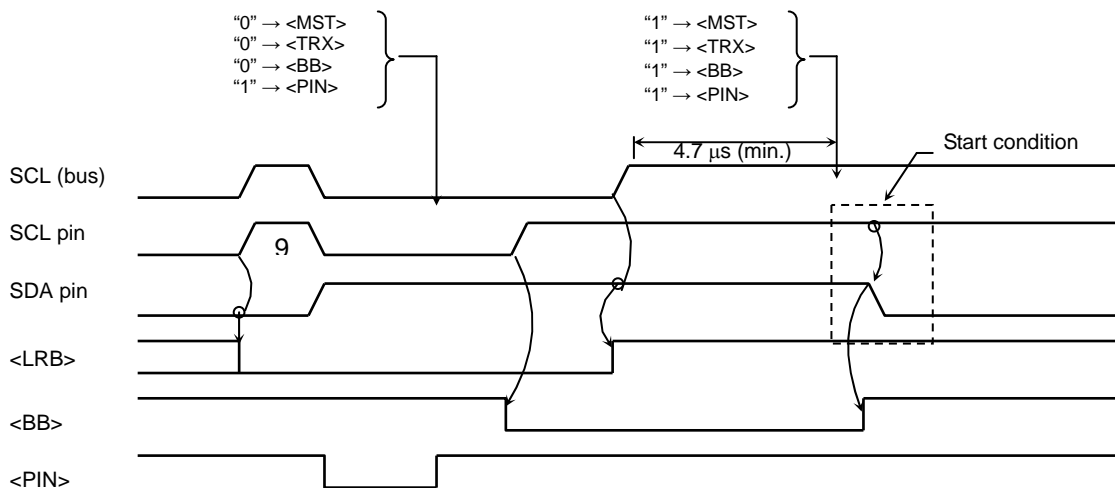 “0” → <MST>
“0” → <TRX>
“0” → <BB>
“1” → <PIN>
“1” → <MST>
“1” → <TRX>
“1” → <BB>
“1” → <PIN>
4.7 μs (min.)
Start condition
SCL (bus)
SCL pin
9
SDA pin
<LRB>
<BB>
<PIN>